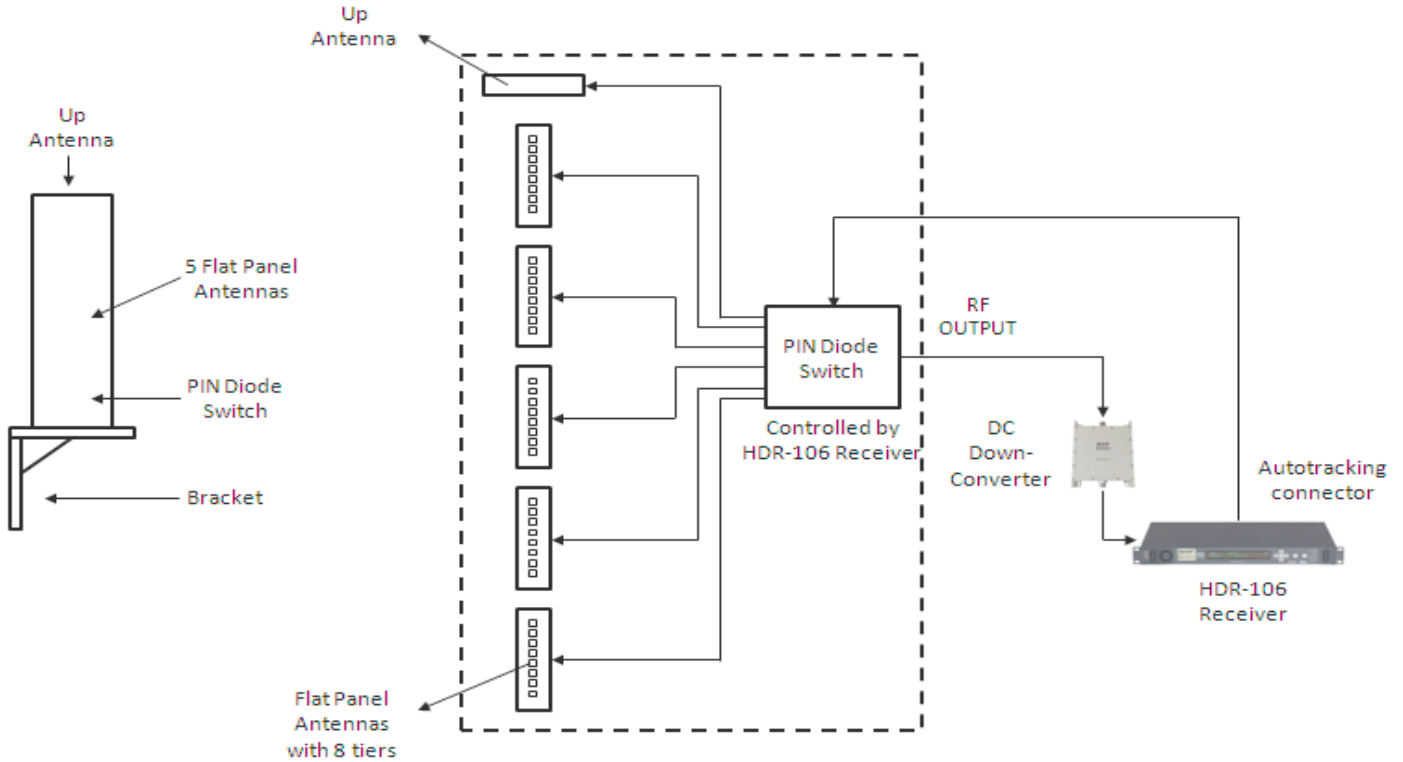 Up
Antenna
Up
Antenna
5 Flat Panel
Antennas
PIN Diode
Switch
Bracket
PIN Diode
Switch
Controlled by
HDR-106 Receiver
RF
OUTPUT
DC
Down-
Converter
Autotracking
connector
HDR-106
Receiver
Flat Panel
Antennas
with 8 tiers